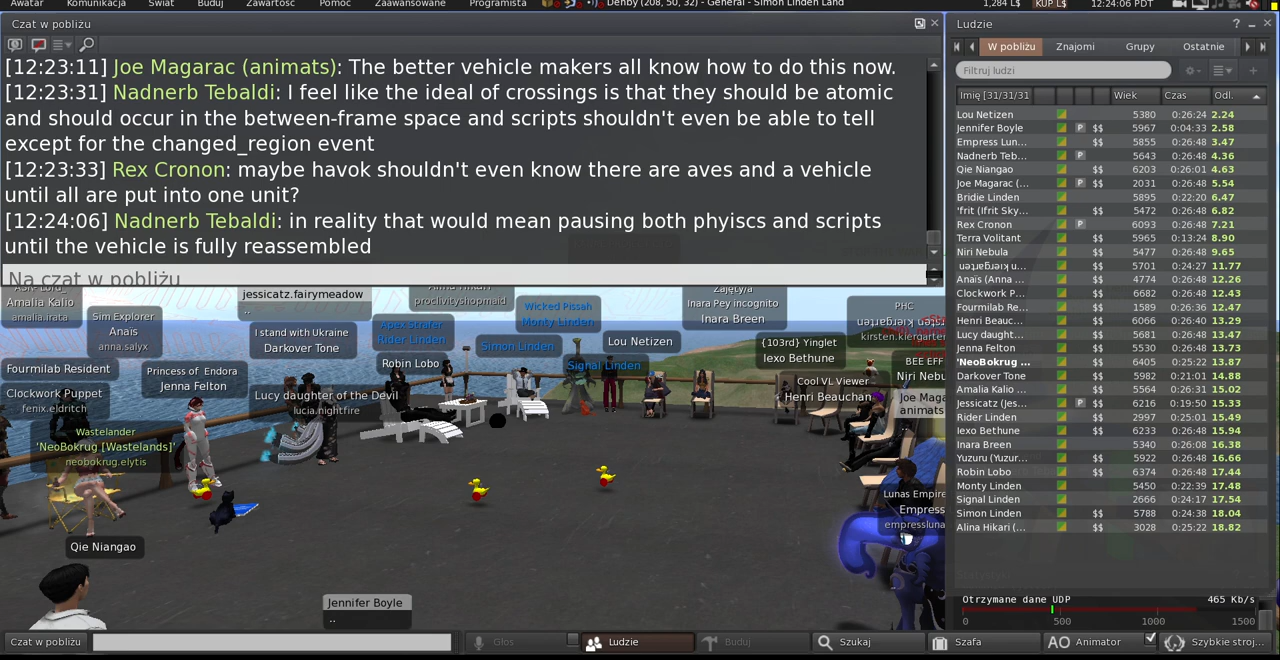 Awatar Komunikacja Świat Buduj Zawartość Pomoc Zaawansowane Programista Denby (208, 50, 32) - General - Simon Linden Land 1,284 L$ KUP L$ 12:24:06 PDT
Czat w pobliżu
[12:23:11] Joe Magarac (animats): The better vehicle makers all know how to do this now.
[12:23:31] Nadnerb Tebaldi: I feel like the ideal of crossings is that they should be atomic
and should occur in the between-frame space and scripts shouldn't even be able to tell
except for the changed_region event
[12:23:33] Rex Cronon: maybe havok shouldn't even know there are aves and a vehicle
until all are put into one unit?
[12:24:06] Nadnerb Tebaldi: in reality that would mean pausing both phyiscs and scripts
until the vehicle is fully reassembled
Na czat w pobliżu
Amalia Kalio
amalia.irata
Sim Explorer
Anaïs
anna.salyx
jessicatz.fairymeadow
..
I stand with Ukraine
Darkover Tone
proclivityshopmaid
Apex Strafer
Rider Linden
Wicked Pissah
Monty Linden
Simon Linden
Signal Linden
Lou Netizen
Zajęty/a
Inara Pey incognito
Inara Breen
PHC
kirsten.kiergarten
{103rd} Yinglet
Iexo Bethune
BEE EFF
Niri Nebu
Cool VL Viewer
Henri Beauchan
Joe Maga
animats
Robin Lobo
Fourmilab Resident
Princess of Endora
Jenna Felton
Clockwork Puppet
fenix.eldritch
Lucy daughter of the Devil
lucia.nightfire
Wastelander
'NeoBokrug [Wastelands]'
neobokrug.elytis
Lunas Empire
Empress
empressluna
Qie Niangao
Jennifer Boyle
..
Ludzie
W pobliżu Znajomi Grupy Ostatnie
Filtruj ludzi
Imię [31/31/31 Wiek Czas Odl.
Lou Netizen 5380 0:26:24 2.24
Jennifer Boyle P $$ 5967 0:04:33 2.58
Empress Lun... $$ 5855 0:26:48 3.47
Nadnerb Teb... P 5643 0:26:48 4.36
Qie Niangao $$ 6203 0:26:01 4.63
Joe Magarac (... P $$ 2031 0:26:48 5.54
Bridie Linden 5895 0:22:20 6.47
'frit (Ifrit Sky... $$ 5472 0:26:48 6.82
Rex Cronon P 6093 0:26:48 7.21
Terra Volitant $$ 5965 0:13:24 8.90
Niri Nebula $$ 5477 0:26:48 9.65
$$ 5701 0:24:27 11.77
Anaïs (Anna ... $$ 4774 0:26:48 12.26
Clockwork P... $$ 6682 0:26:48 12.43
Fourmilab Re... $$ 1589 0:26:36 12.47
Henri Beauc... $$ 6066 0:26:40 13.29
Lucy daught... $$ 5681 0:26:48 13.47
Jenna Felton $$ 5530 0:26:48 13.73
'NeoBokrug ... $$ 6405 0:25:22 13.87
Darkover Tone $$ 5982 0:21:01 14.88
Amalia Kalio ... $$ 5564 0:26:31 15.02
Jessicatz (Jes... P $$ 6216 0:19:50 15.33
Rider Linden $$ 2997 0:25:01 15.49
Iexo Bethune $$ 6233 0:26:48 15.94
Inara Breen 5340 0:26:08 16.38
Yuzuru (Yuzur... $$ 5922 0:26:48 16.66
Robin Lobo $$ 6374 0:26:48 17.44
Monty Linden 5450 0:22:39 17.48
Signal Linden 2666 0:24:17 17.54
Simon Linden $$ 5788 0:24:38 18.04
Alina Hikari (... $$ 3028 0:25:22 18.82
Otrzymane dane UDP 465 Kb/s
0 500 1000 1500
Czat w pobliżu Głos Ludzie Buduj Szukaj Szafa AO Animator Szybkie stroj...